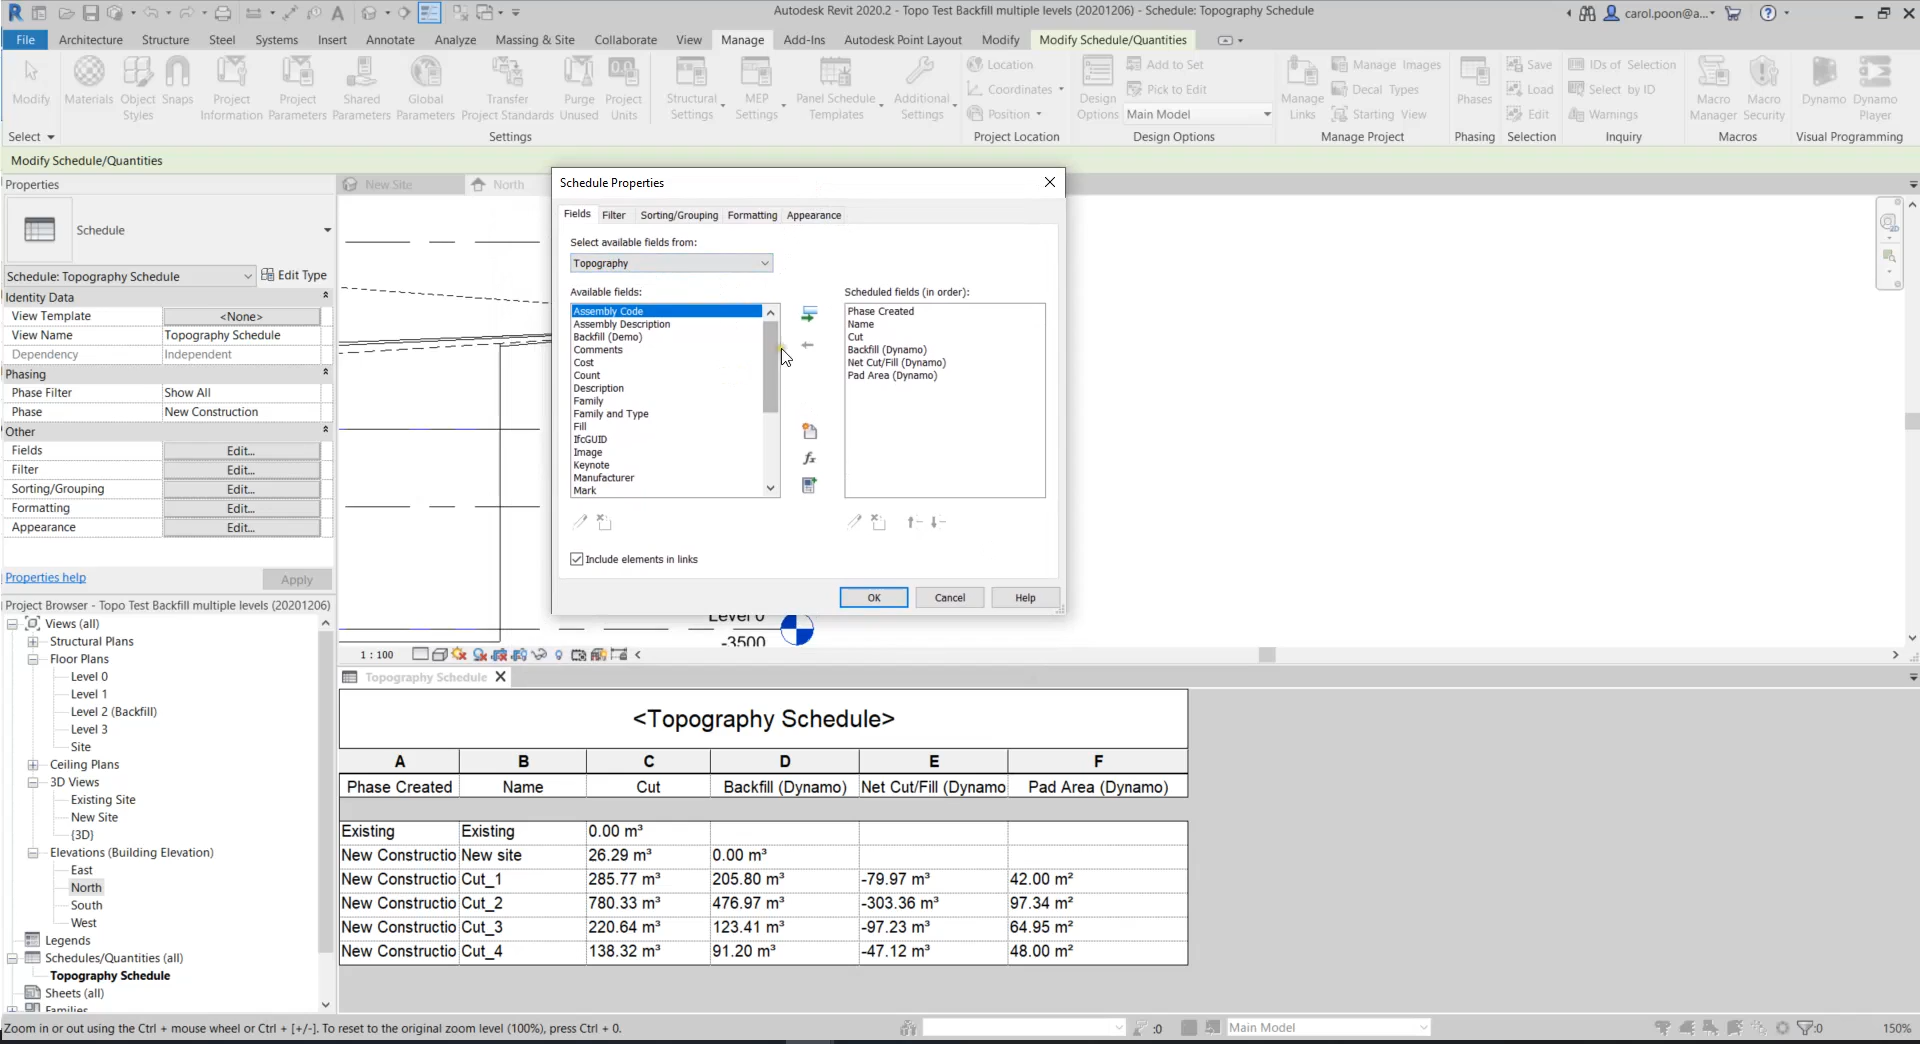 Autodesk Revit 2020.2 - Topo Test Backfill multiple levels (20201206) - Schedule: Topography Schedule
carol.poon@a...
File Architecture Structure Steel Systems Insert Annotate Analyze Massing & Site Collaborate View Manage Add-Ins Autodesk Point Layout Modify Modify Schedule/Quantities
Modify
Materials
Object Styles
Snaps
Project Information
Project Parameters
Shared Parameters
Global Parameters
Transfer Project Standards
Purge Unused
Project Units
Structural Settings
MEP Settings
Panel Schedule Templates
Additional Settings
Location
Coordinates
Position
Design Options
Add to Set
Pick to Edit
Main Model
Manage Links
Manage Images
Decal Types
Starting View
Phases
Save
Load
Edit
IDs of Selection
Select by ID
Warnings
Macro Manager
Macro Security
Dynamo
Dynamo Player
Select Settings Project Location Design Options Manage Project Phasing Selection Inquiry Macros Visual Programming
Modify Schedule/Quantities
Properties
Schedule
Schedule: Topography Schedule Edit Type
Identity Data
View Template <None>
View Name Topography Schedule
Dependency Independent
Phasing
Phase Filter Show All
Phase New Construction
Other
Fields Edit...
Filter Edit...
Sorting/Grouping Edit...
Formatting Edit...
Appearance Edit...
Properties help Apply
Project Browser - Topo Test Backfill multiple levels (20201206)
Views (all)
Structural Plans
Floor Plans
Level 0
Level 1
Level 2 (Backfill)
Level 3
Site
Ceiling Plans
3D Views
Existing Site
New Site
{3D}
Elevations (Building Elevation)
East
North
South
West
Legends
Schedules/Quantities (all)
Topography Schedule
Sheets (all)
Families
New Site North
Schedule Properties
Fields Filter Sorting/Grouping Formatting Appearance
Select available fields from:
Topography
Available fields:
Assembly Code
Assembly Description
Backfill (Demo)
Comments
Cost
Count
Description
Family
Family and Type
Fill
IfcGUID
Image
Keynote
Manufacturer
Mark
Scheduled fields (in order):
Phase Created
Name
Cut
Backfill (Dynamo)
Net Cut/Fill (Dynamo)
Pad Area (Dynamo)
Include elements in links
OK Cancel Help
Level 0
-3500
1 : 100
Topography Schedule
<Topography Schedule>
A B C D E F
Phase Created Name Cut Backfill (Dynamo) Net Cut/Fill (Dynamo Pad Area (Dynamo)
Existing Existing 0.00 m³
New Constructio New site 26.29 m³ 0.00 m³
New Constructio Cut_1 285.77 m³ 205.80 m³ -79.97 m³ 42.00 m²
New Constructio Cut_2 780.33 m³ 476.97 m³ -303.36 m³ 97.34 m²
New Constructio Cut_3 220.64 m³ 123.41 m³ -97.23 m³ 64.95 m²
New Constructio Cut_4 138.32 m³ 91.20 m³ -47.12 m³ 48.00 m²
Zoom in or out using the Ctrl + mouse wheel or Ctrl + [+/-]. To reset to the original zoom level (100%), press Ctrl + 0.
:0 Main Model :0 150%